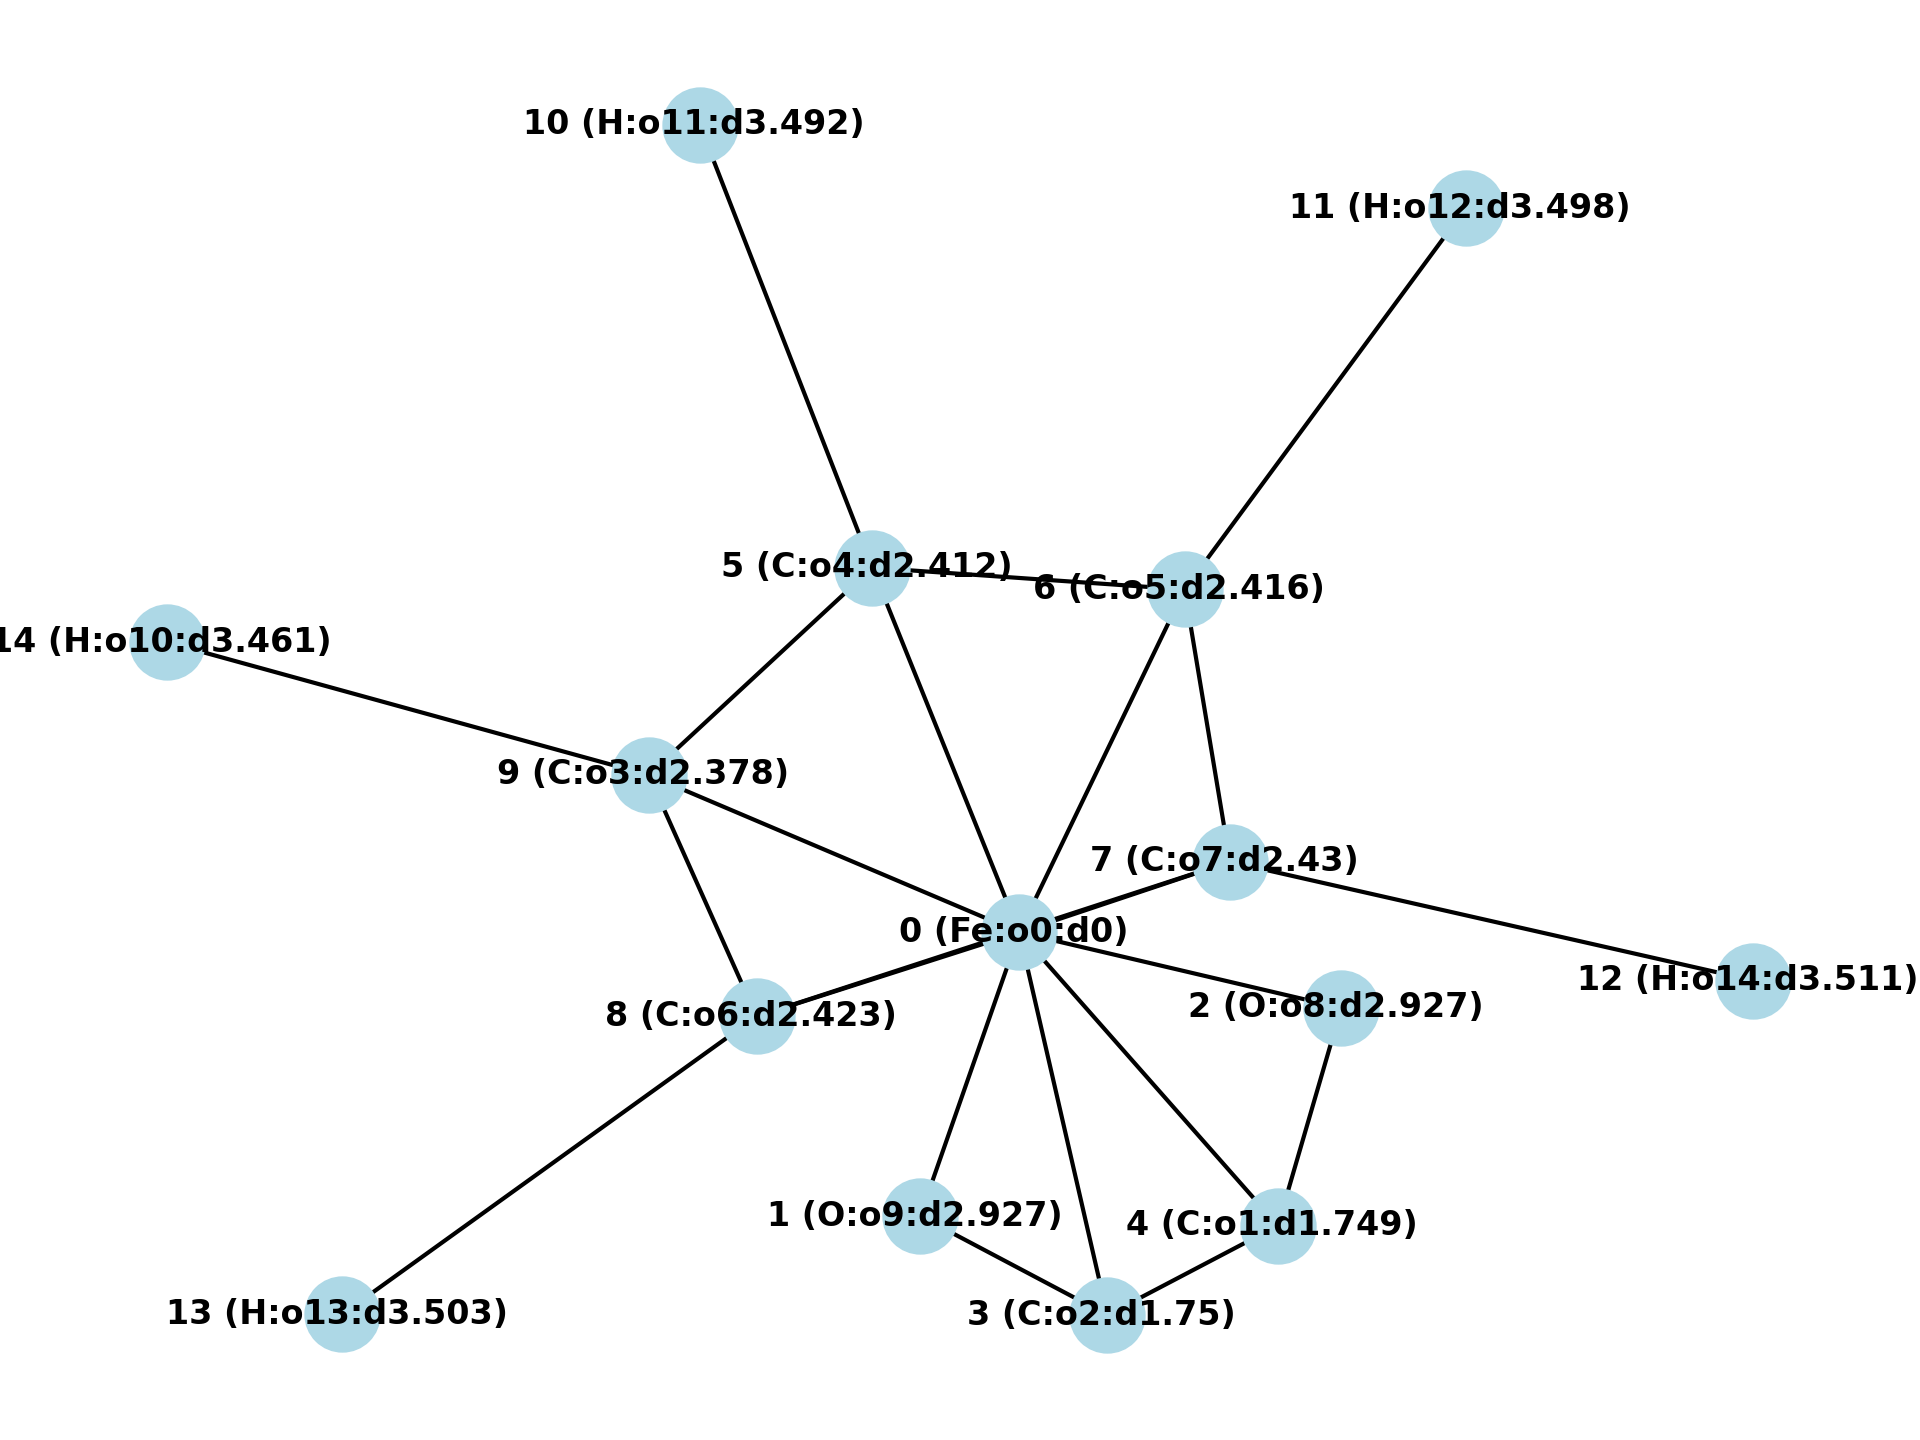 10 (H:o11:d3.492)
11 (H:o12:d3.498)
5 (C:o4:d2.412)
6 (C:o5:d2.416)
14 (H:o10:d3.461)
9 (C:o3:d2.378)
7 (C:o7:d2.43)
0 (Fe:o0:d0)
12 (H:o14:d3.511)
2 (O:o8:d2.927)
8 (C:o6:d2.423)
1 (O:o9:d2.927)
4 (C:o1:d1.749)
13 (H:o13:d3.503)
3 (C:o2:d1.75)